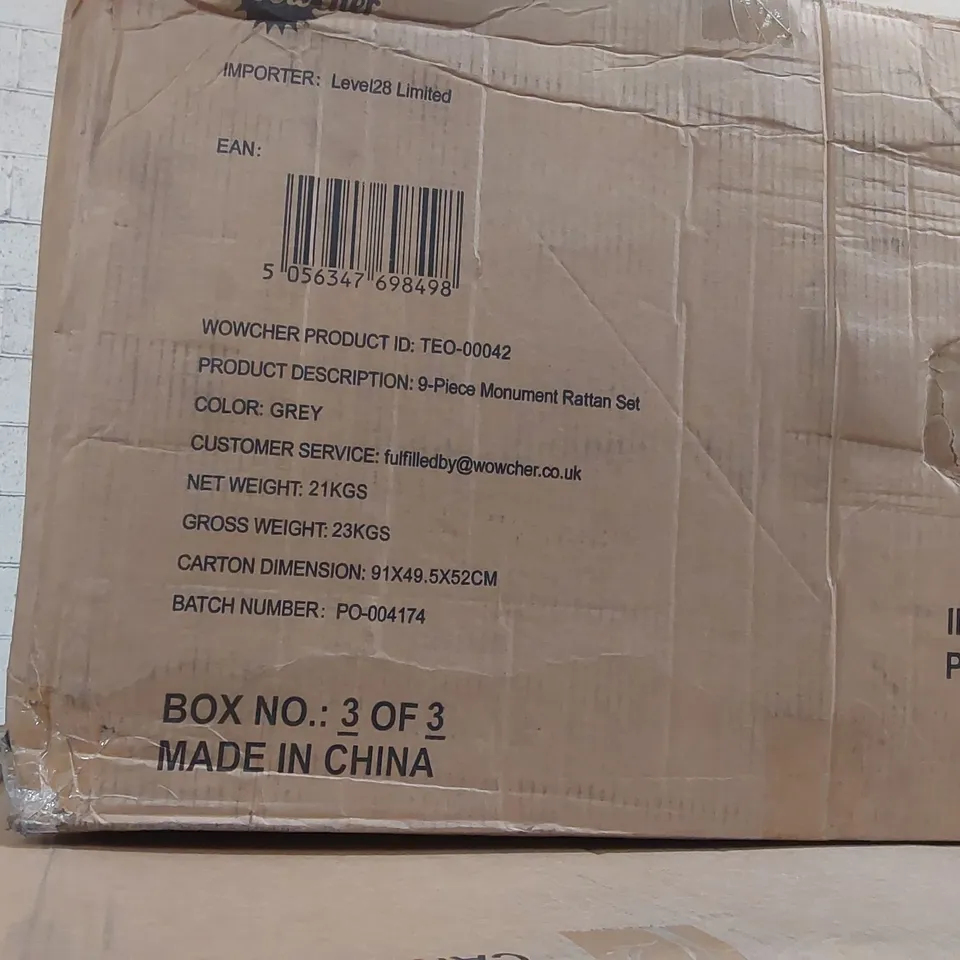 IMPORTER: Level28 Limited
EAN:
5 056347 698498
WOWCHER PRODUCT ID: TEO-00042
PRODUCT DESCRIPTION: 9-Piece Monument Rattan Set
COLOR: GREY
CUSTOMER SERVICE: fulfilledby@wowcher.co.uk
NET WEIGHT: 21KGS
GROSS WEIGHT: 23KGS
CARTON DIMENSION: 91X49.5X52CM
BATCH NUMBER: PO-004174
BOX NO.: 3 OF 3
MADE IN CHINA